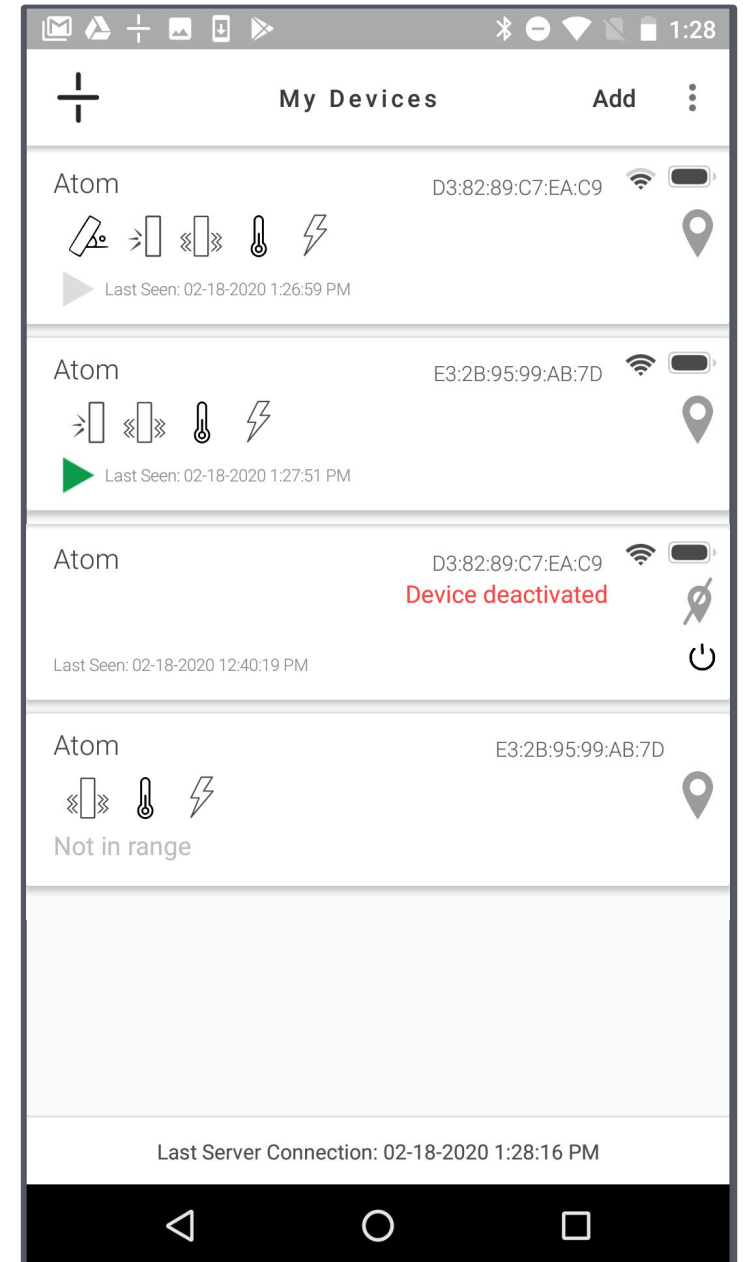 1:28
My Devices Add
Atom D3:82:89:C7:EA:C9
Last Seen: 02-18-2020 1:26:59 PM
Atom E3:2B:95:99:AB:7D
Last Seen: 02-18-2020 1:27:51 PM
Atom D3:82:89:C7:EA:C9
Device deactivated
Last Seen: 02-18-2020 12:40:19 PM
Atom E3:2B:95:99:AB:7D
Not in range
Last Server Connection: 02-18-2020 1:28:16 PM